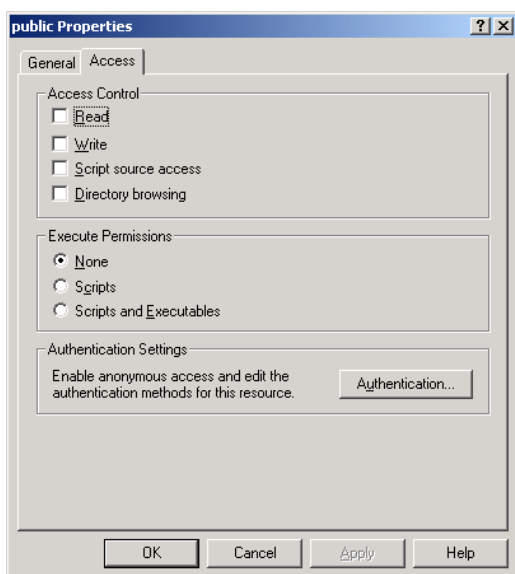 public Properties
General
Access
Access Control
Read
Write
Script source access
Directory browsing
Execute Permissions
None
Scripts
Scripts and Executables
Authentication Settings
Enable anonymous access and edit the
authentication methods for this resource.
Authentication...
OK
Cancel
Apply
Help